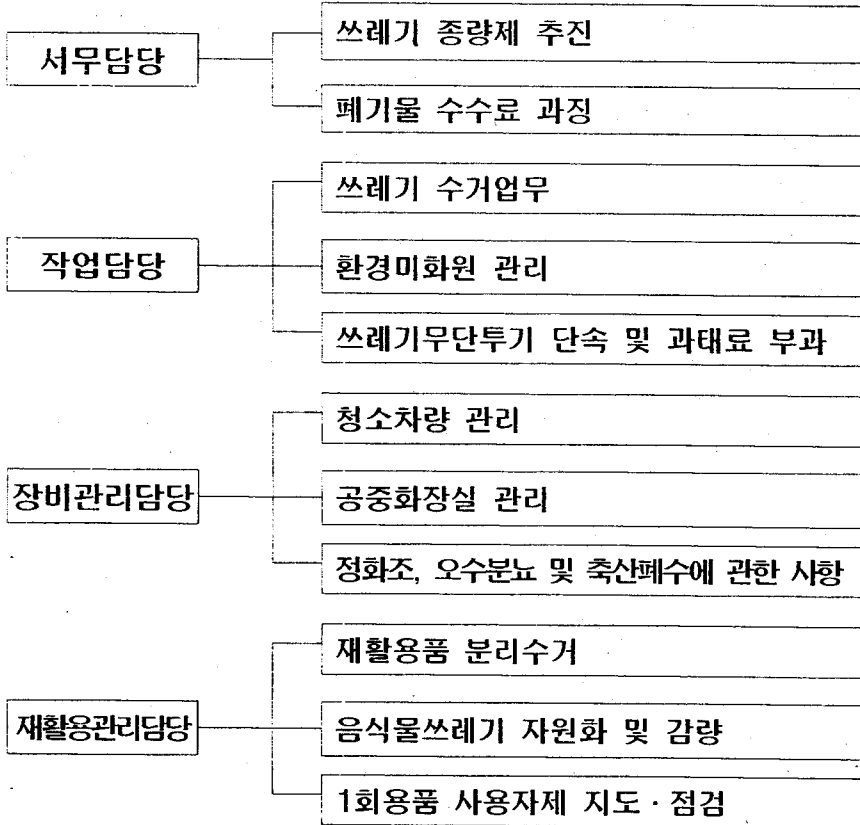 서무담당
쓰레기 종량제 추진
폐기물 수수료 과징
작업담당
쓰레기 수거업무
환경미화원 관리
쓰레기무단투기 단속 및 과태료 부과
장비관리담당
청소차량 관리
공중화장실 관리
정화조, 오수분뇨 및 축산폐수에 관한 사항
재활용관리담당
재활용품 분리수거
음식물쓰레기 자원화 및 감량
1회용품 사용자제 지도·점검